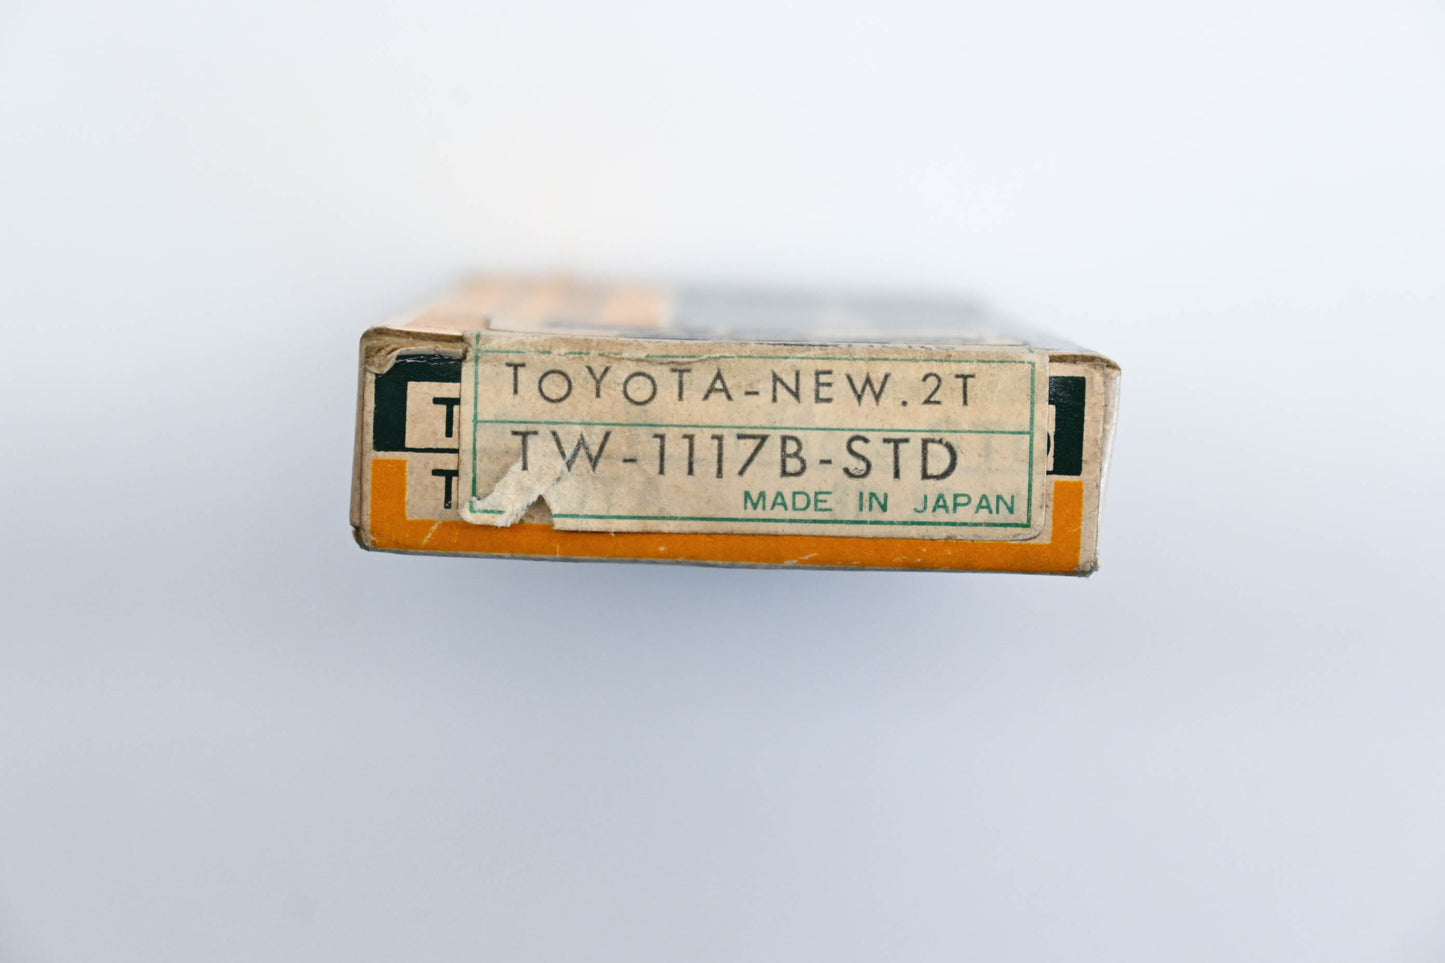 TOYOTA-NEW.2T
TW-1117B-STD
MADE IN JAPAN
T
T